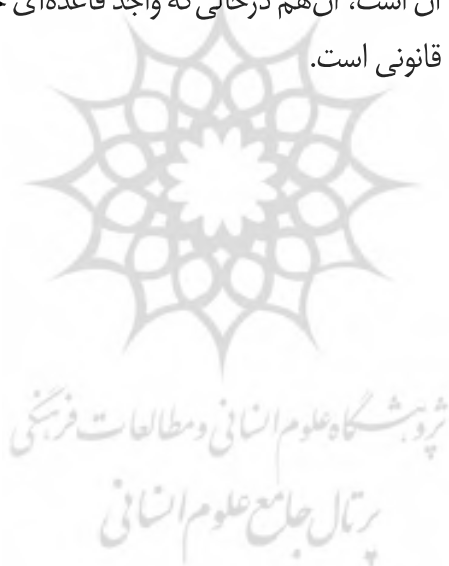 آن است، آن‌هم درحالی‌که واجد قاعده‌ای
قانونی است.
پژوهشگاه علوم انسانی و مطالعات فرهنگی
پرتال جامع علوم انسانی